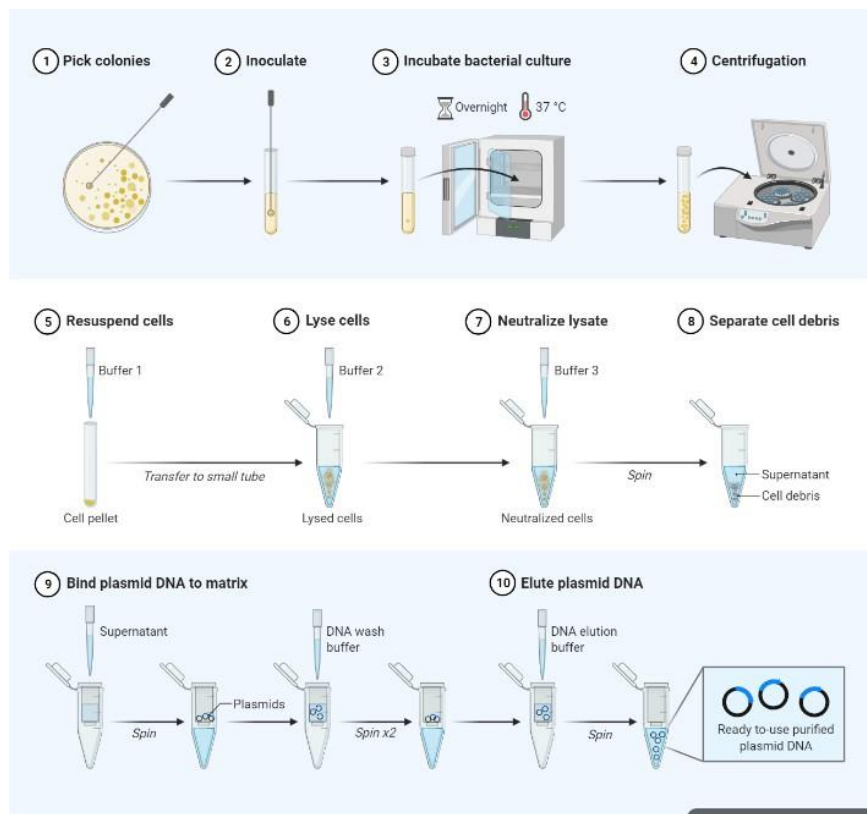 1 Pick colonies
2 Inoculate
3 Incubate bacterial culture
4 Centrifugation
Overnight
37 °C
5 Resuspend cells
6 Lyse cells
7 Neutralize lysate
8 Separate cell debris
Buffer 1
Buffer 2
Buffer 3
Transfer to small tube
Spin
Supernatant
Cell debris
Cell pellet
Lysed cells
Neutralized cells
9 Bind plasmid DNA to matrix
10 Elute plasmid DNA
Supernatant
DNA wash
buffer
DNA elution
buffer
Plasmids
Spin
Spin x2
Spin
Ready to-use purified
plasmid DNA